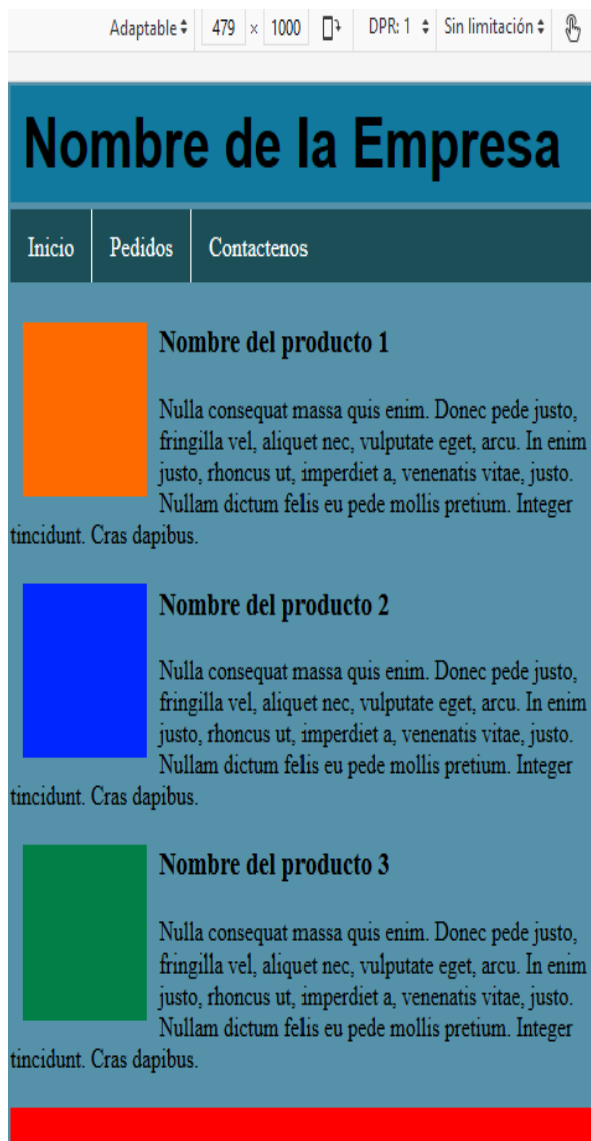 Adaptable 479 × 1000 DPR: 1 Sin limitación
Nombre de la Empresa
Inicio Pedidos Contactenos
Nombre del producto 1
Nulla consequat massa quis enim. Donec pede justo,
fringilla vel, aliquet nec, vulputate eget, arcu. In enim
justo, rhoncus ut, imperdiet a, venenatis vitae, justo.
Nullam dictum felis eu pede mollis pretium. Integer
tincidunt. Cras dapibus.
Nombre del producto 2
Nulla consequat massa quis enim. Donec pede justo,
fringilla vel, aliquet nec, vulputate eget, arcu. In enim
justo, rhoncus ut, imperdiet a, venenatis vitae, justo.
Nullam dictum felis eu pede mollis pretium. Integer
tincidunt. Cras dapibus.
Nombre del producto 3
Nulla consequat massa quis enim. Donec pede justo,
fringilla vel, aliquet nec, vulputate eget, arcu. In enim
justo, rhoncus ut, imperdiet a, venenatis vitae, justo.
Nullam dictum felis eu pede mollis pretium. Integer
tincidunt. Cras dapibus.